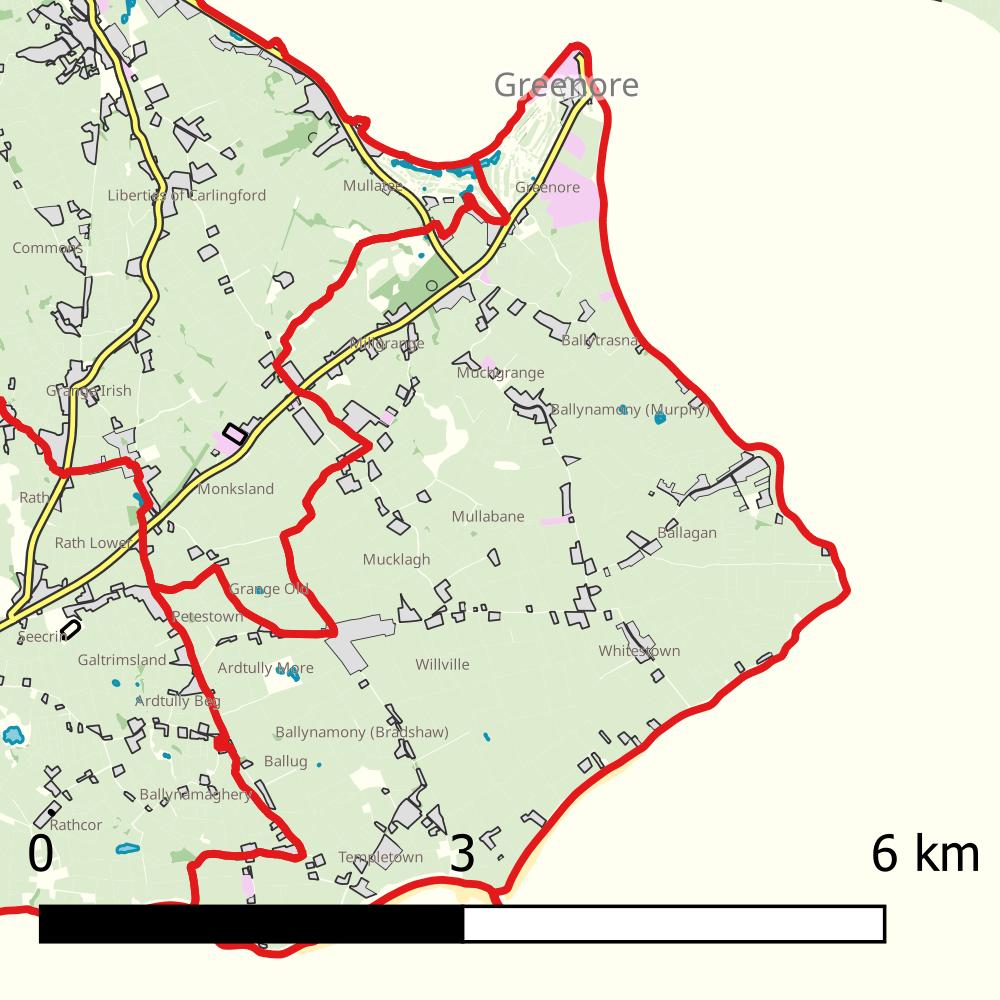 Greenore
Mullatee
Greenore
Liberties of Carlingford
Commons
Millgrange
Ballytrasna
Muchgrange
Grange Irish
Ballynamony (Murphy)
Monksland
Rath
Mullabane
Ballagan
Rath Lower
Mucklagh
Grange Old
Petestown
Seecrin
Whitestown
Galtrimsland
Ardtully More
Willville
Ardtully Beg
Ballynamony (Bradshaw)
Ballug
Ballynamaghery
Rathcor
Templetown
0 3 6 km